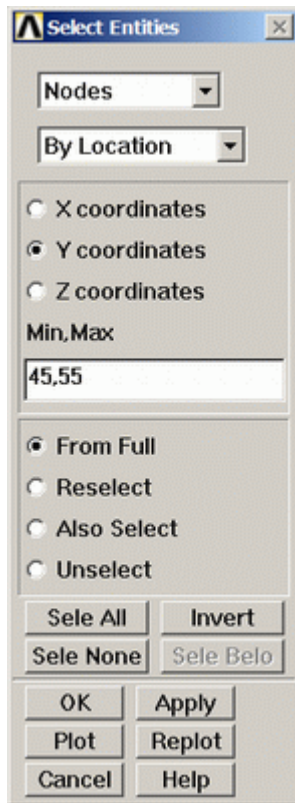 Select Entities
Nodes
By Location
X coordinates
Y coordinates
Z coordinates
Min,Max
45,55
From Full
Reselect
Also Select
Unselect
Sele All Invert
Sele None Sele Belo
OK Apply
Plot Replot
Cancel Help